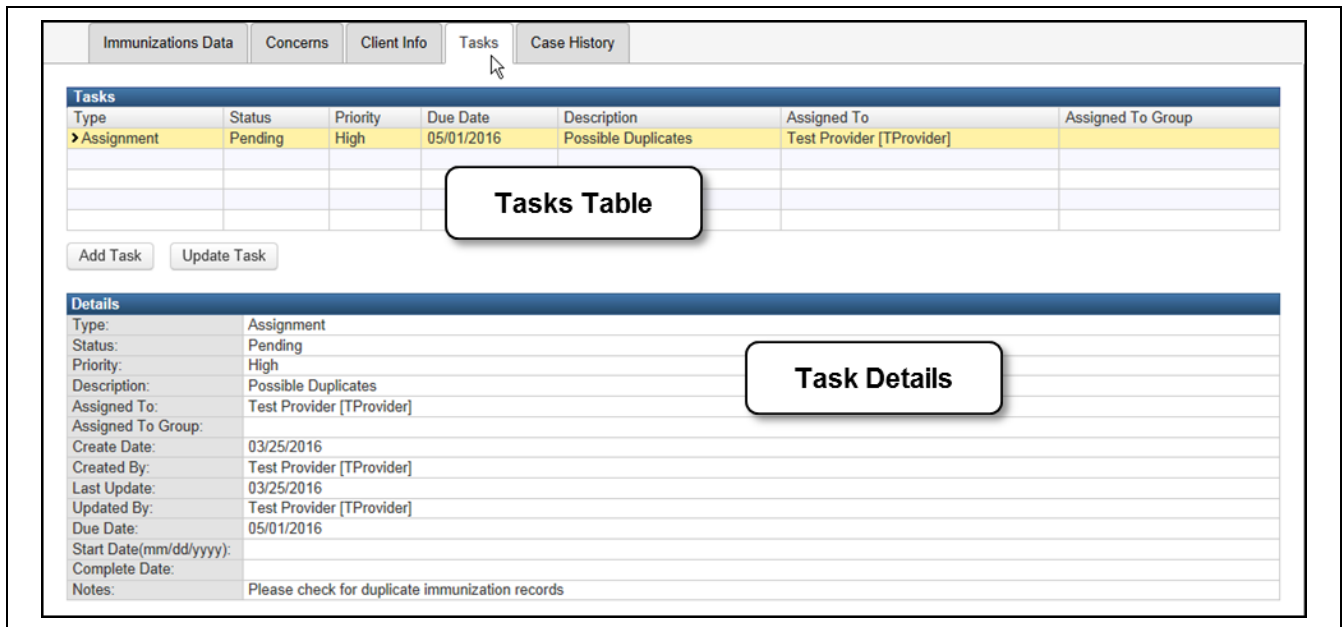 Immunizations Data Concerns Client Info Tasks Case History
Tasks
Type Status Priority Due Date Description Assigned To Assigned To Group
Assignment Pending High 05/01/2016 Possible Duplicates Test Provider [TProvider]
Tasks Table
Add Task Update Task
Details
Type: Assignment
Status: Pending
Priority: High
Description: Possible Duplicates
Task Details
Assigned To: Test Provider [TProvider]
Assigned To Group:
Create Date: 03/25/2016
Created By: Test Provider [TProvider]
Last Update: 03/25/2016
Updated By: Test Provider [TProvider]
Due Date: 05/01/2016
Start Date(mm/dd/yyyy):
Complete Date:
Notes: Please check for duplicate immunization records